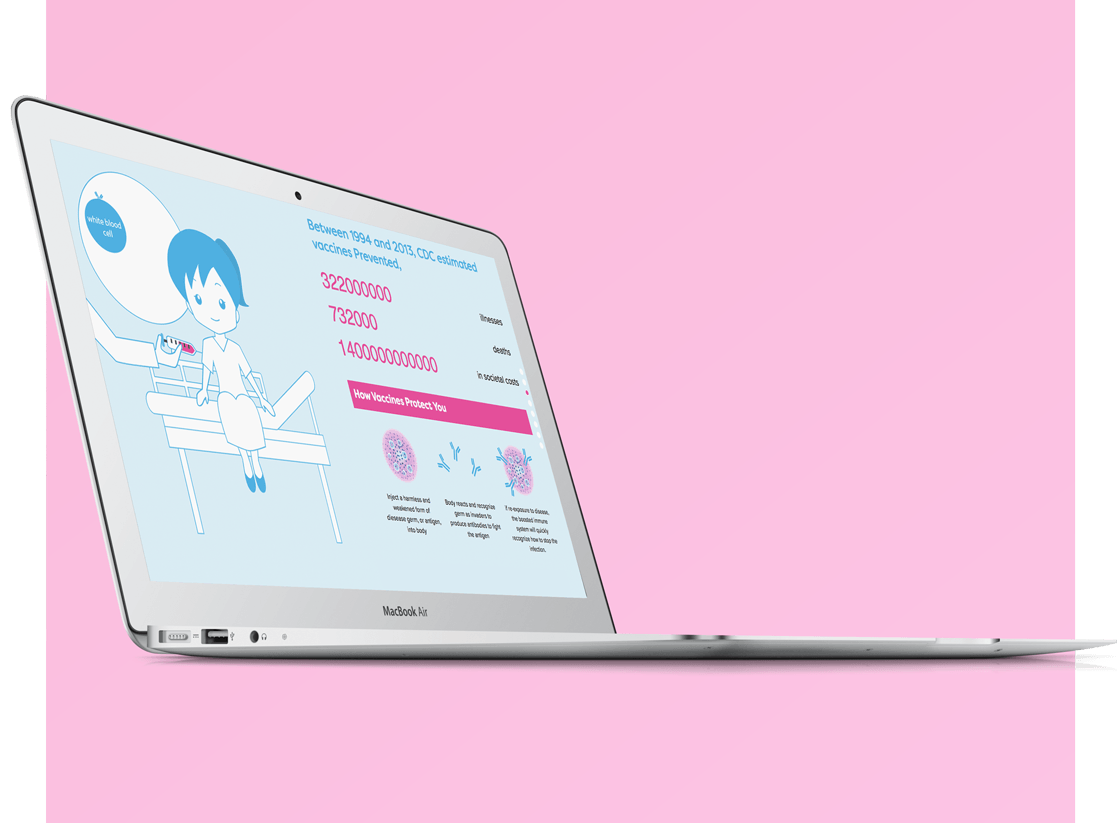 white blood
cell
Between 1994 and 2013, CDC estimated
vaccines Prevented,
322000000
illnesses
732000
deaths
1400000000000
in societal costs
How Vaccines Protect You
Inject a harmless and
weakened form of
diesease germ, or antigen,
into body
Body reacts and recognize
germ as invaders to
produce antibodies to fight
the antigen
If re-exposure to disease,
the boosted immune
system will quickly
recognize how to stop the
infection.
MacBook Air